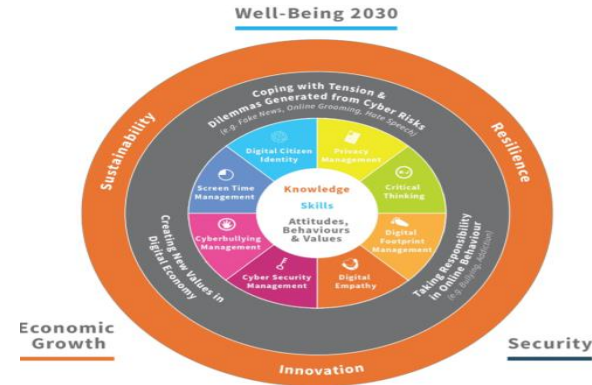 Well-Being 2030
Coping with Tension &
Dilemmas Generated from Cyber Risks
(e.g. Fake News, Online Grooming, Hate Speech)
Sustainability
Resilience
Digital Citizen
Identity
Privacy
Management
Screen Time
Management
Critical
Thinking
Knowledge
Skills
Attitudes,
Behaviours
& Values
Cyberbullying
Management
Digital
Footprint
Management
Cyber Security
Management
Digital
Empathy
Creating New Values in
Digital Economy
Taking Responsibility
in Online Behaviour
(e.g. Bullying, Addiction)
Economic
Growth
Security
Innovation